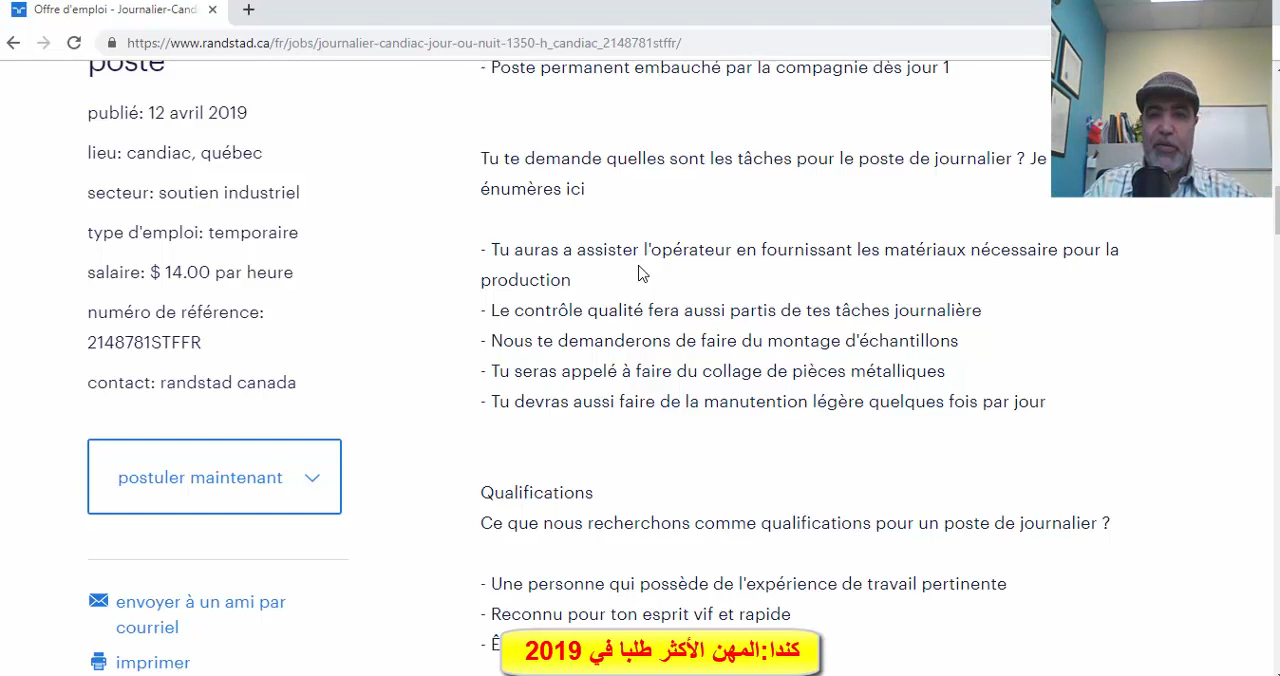 Offre d'emploi - Journalier-Cand
https://www.randstad.ca/fr/jobs/journalier-candiac-jour-ou-nuit-1350-h_candiac_2148781stffr/
poste
publié: 12 avril 2019
lieu: candiac, québec
secteur: soutien industriel
type d'emploi: temporaire
salaire: $ 14.00 par heure
numéro de référence:
2148781STFFR
contact: randstad canada
postuler maintenant
envoyer à un ami par
courriel
imprimer
- Poste permanent embauché par la compagnie dès jour 1
Tu te demande quelles sont les tâches pour le poste de journalier ? Je
énumères ici
- Tu auras a assister l'opérateur en fournissant les matériaux nécessaire pour la
production
- Le contrôle qualité fera aussi partis de tes tâches journalière
- Nous te demanderons de faire du montage d'échantillons
- Tu seras appelé à faire du collage de pièces métalliques
- Tu devras aussi faire de la manutention légère quelques fois par jour
Qualifications
Ce que nous recherchons comme qualifications pour un poste de journalier ?
- Une personne qui possède de l'expérience de travail pertinente
- Reconnu pour ton esprit vif et rapide
كندا:المهن الأكثر طلبا في 2019